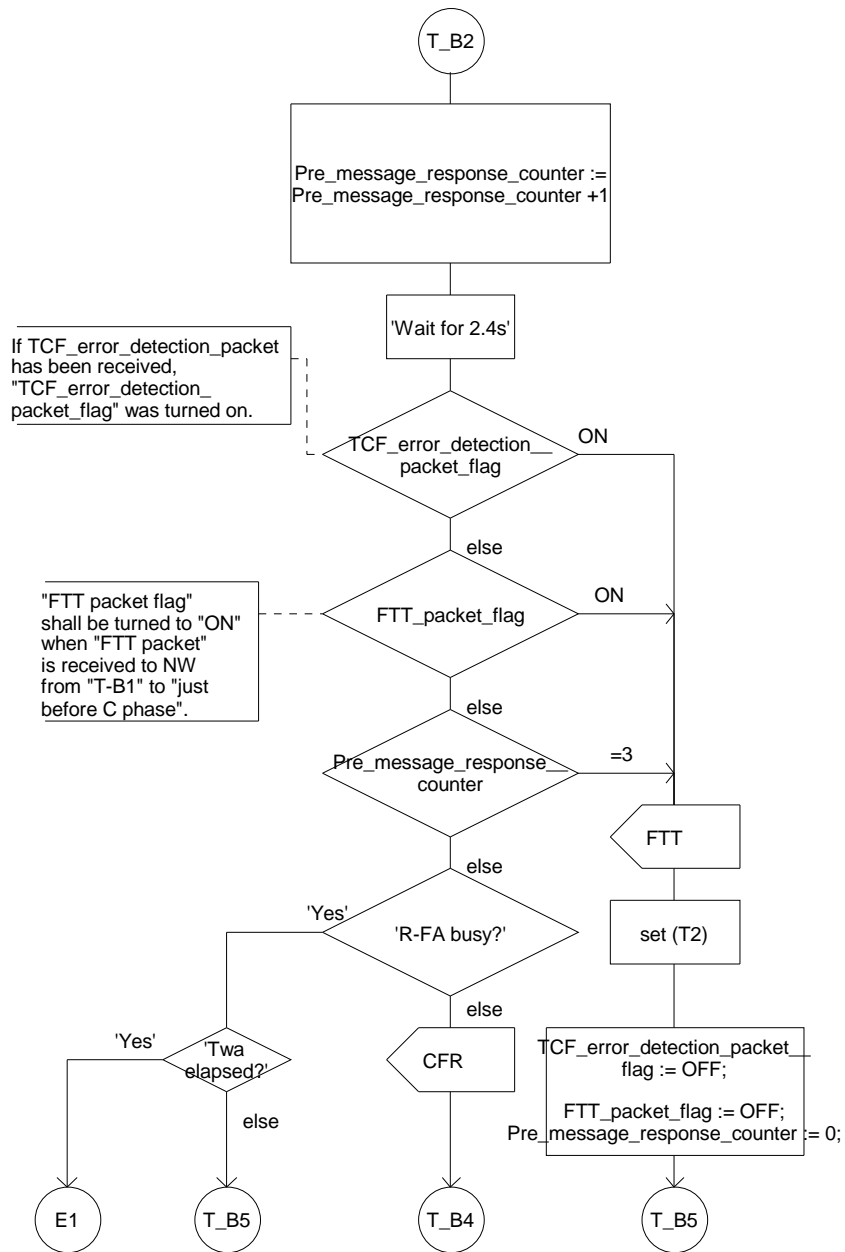 T_B2
Pre_message_response_counter :=
Pre_message_response_counter +1
'Wait for 2.4s'
If TCF_error_detection_packet
has been received,
"TCF_error_detection_
packet_flag" was turned on.
TCF_error_detection__
packet_flag
ON
else
"FTT packet flag"
shall be turned to "ON"
when "FTT packet"
is received to NW
from "T-B1" to "just
before C phase".
FTT_packet_flag
ON
else
Pre_message_response__
counter
=3
else
FTT
'R-FA busy?'
'Yes'
else
set (T2)
'Twa
elapsed?'
'Yes'
else
CFR
TCF_error_detection_packet__
flag := OFF;
FTT_packet_flag := OFF;
Pre_message_response_counter := 0;
E1
T_B5
T_B4
T_B5